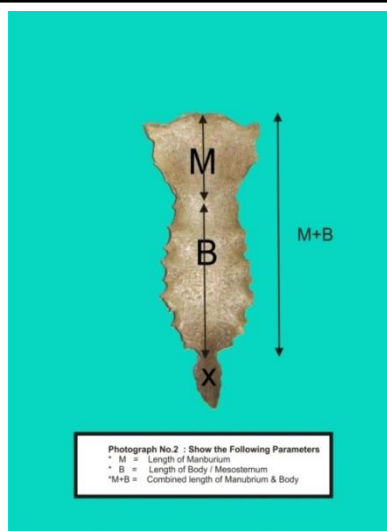 M
M+B
B
X
Photograph No.2 : Show the Following Parameters
* M = Length of Manburium
* B = Length of Body / Mesosternum
*M+B = Combined length of Manubrium & Body